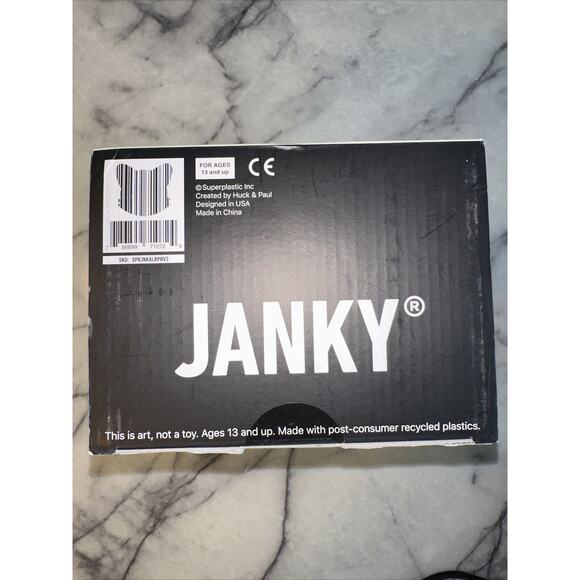 FOR AGES
13 and up
CE
©Superplastic Inc
Created by Huck & Paul
Designed in USA
Made in China
SKU: SPRJNKALRPHV3
JANKY®
This is art, not a toy. Ages 13 and up. Made with post-consumer recycled plastics.